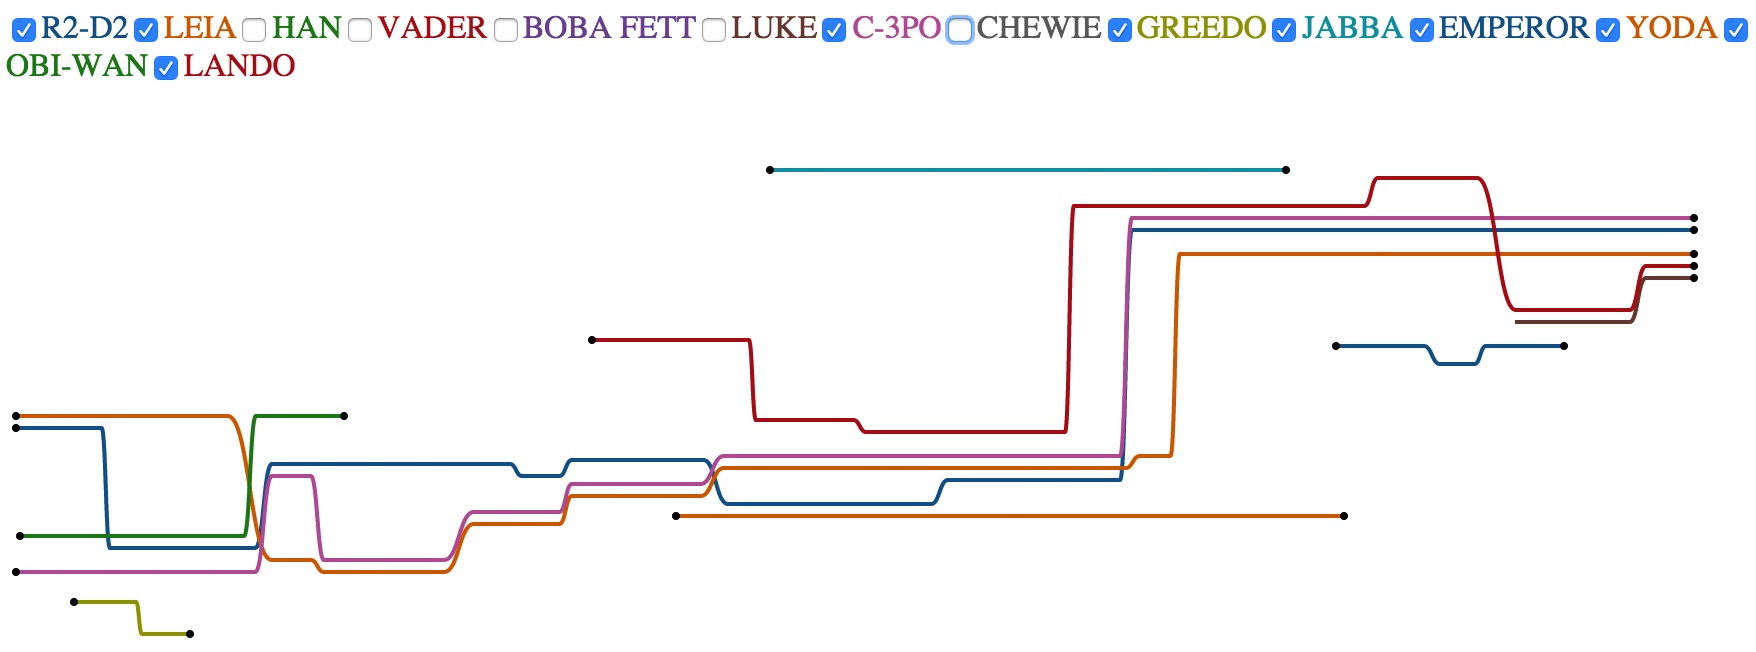 R2-D2 LEIA HAN VADER BOBA FETT LUKE C-3PO CHEWIE GREEDO JABBA EMPEROR YODA
OBI-WAN LANDO